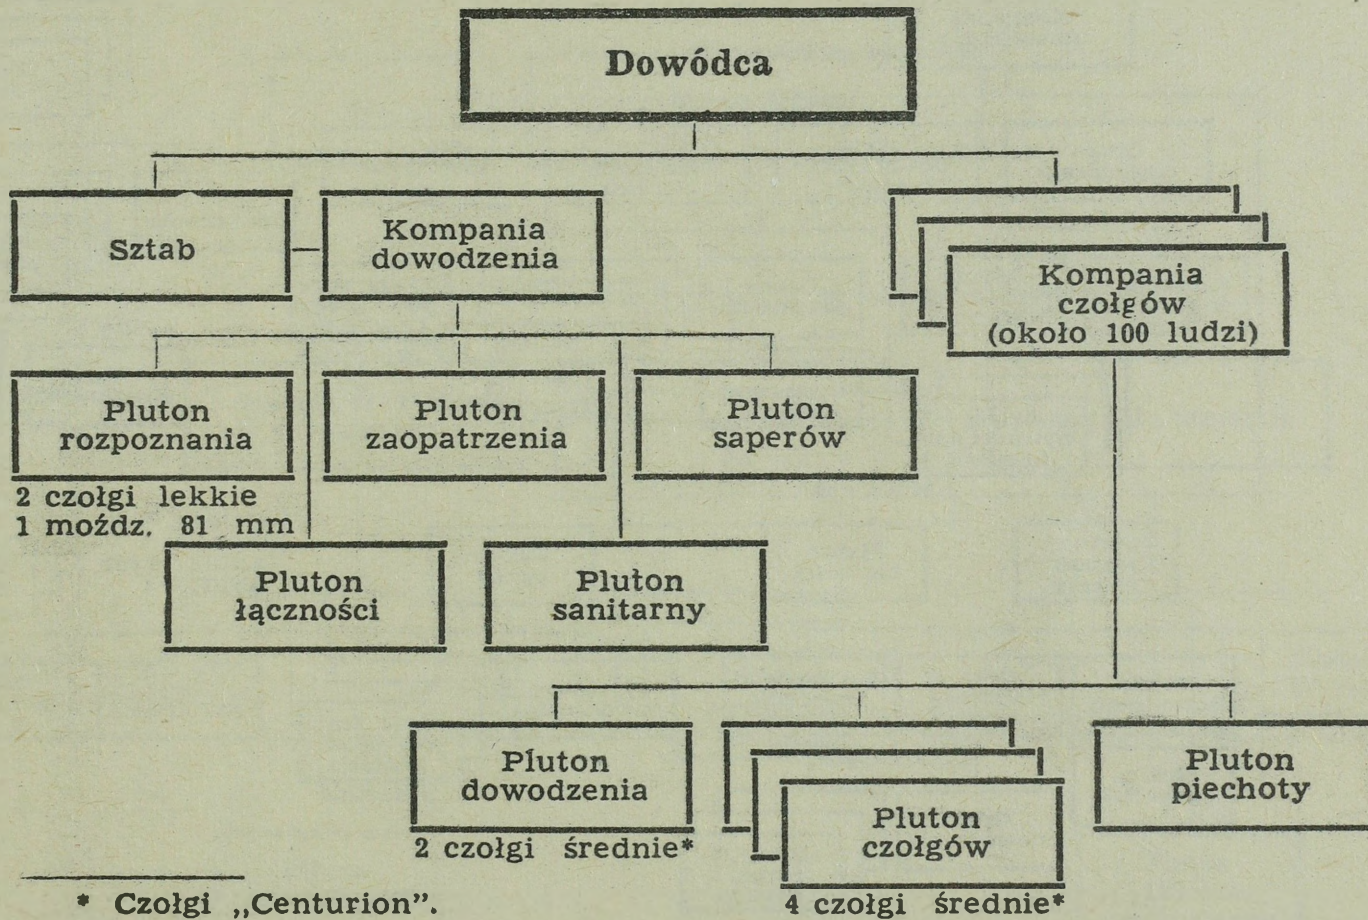 Dowódca
Sztab
Kompania
dowodzenia
Kompania
czołgów
(około 100 ludzi)
Pluton
rozpoznania
2 czołgi lekkie
1 moźdz. 81 mm
Pluton
zaopatrzenia
Pluton
saperów
Pluton
łączności
Pluton
sanitarny
Pluton
dowodzenia
2 czołgi średnie*
Pluton
czołgów
4 czołgi średnie*
Pluton
piechoty
* Czołgi „Centurion”.